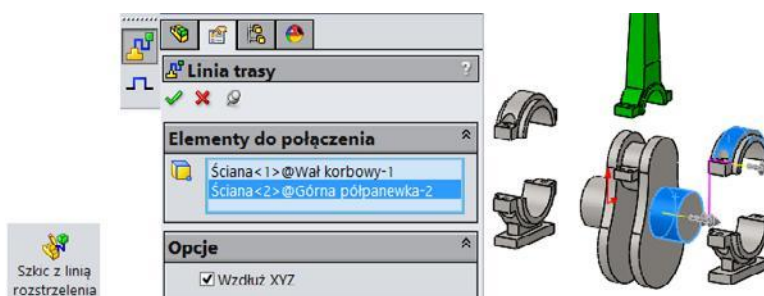 Linia trasy
?
Elementy do połączenia
Ściana<1>@Wał korbowy-1
Ściana<2>@Górna półpanewka-2
Opcje
Wzdłuż XYZ
Szkic z linią
rozstrzelenia